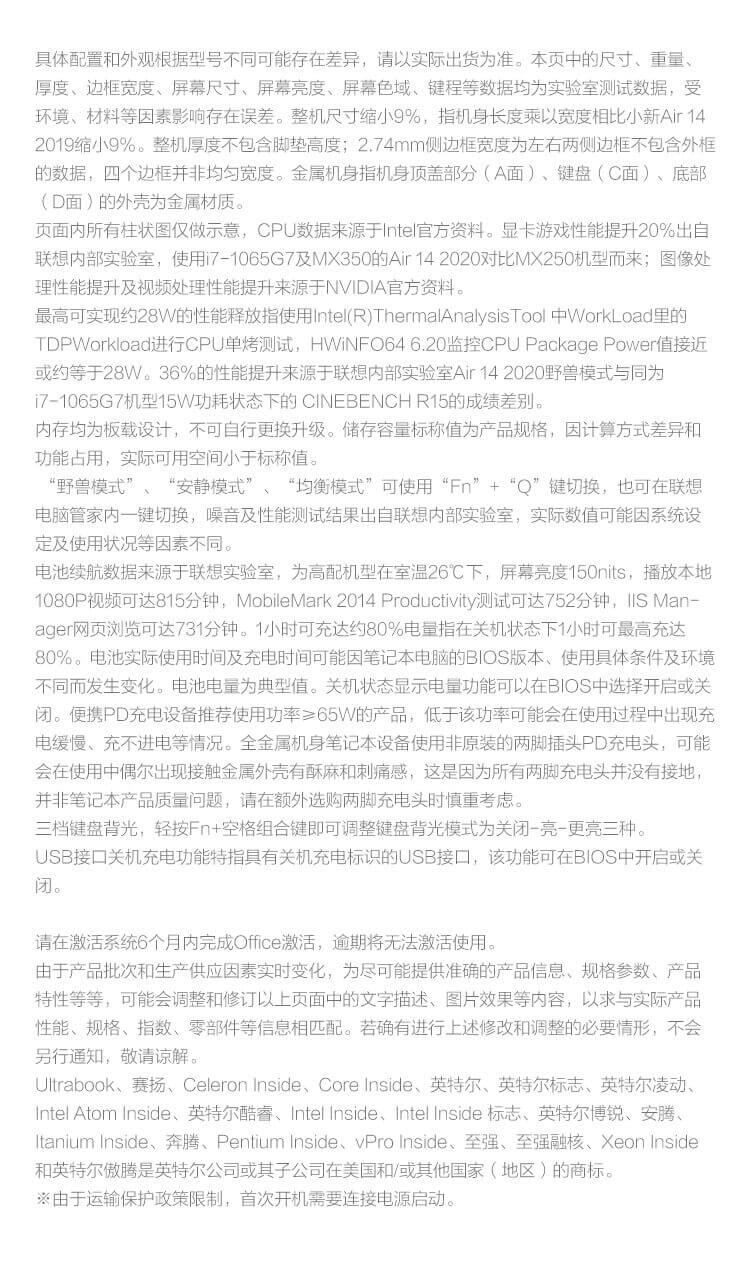 具体配置和外观根据型号不同可能存在差异，请以实际出货为准。本页中的尺寸、重量、
厚度、边框宽度、屏幕尺寸、屏幕亮度、屏幕色域、键程等数据均为实验室测试数据，受
环境、材料等因素影响存在误差。整机尺寸缩小9%，指机身长度乘以宽度相比小新Air 14
2019缩小9%。整机厚度不包含脚垫高度；2.74mm侧边框宽度为左右两侧边框不包含外框
的数据，四个边框并非均匀宽度。金属机身指机身顶盖部分（A面）、键盘（C面）、底部
（D面）的外壳为金属材质。
页面内所有柱状图仅做示意，CPU数据来源于Intel官方资料。显卡游戏性能提升20%出自
联想内部实验室，使用i7-1065G7及MX350的Air 14 2020对比MX250机型而来；图像处
理性能提升及视频处理性能提升来源于NVIDIA官方资料。
最高可实现约28W的性能释放指使用Intel(R)ThermalAnalysisTool 中WorkLoad里的
TDPWorkload进行CPU单烤测试，HWiNFO64 6.20监控CPU Package Power值接近
或约等于28W。36%的性能提升来源于联想内部实验室Air 14 2020野兽模式与同为
i7-1065G7机型15W功耗状态下的 CINEBENCH R15的成绩差别。
内存均为板载设计，不可自行更换升级。储存容量标称值为产品规格，因计算方式差异和
功能占用，实际可用空间小于标称值。
“野兽模式”、“安静模式”、“均衡模式”可使用“Fn”+“Q”键切换，也可在联想
电脑管家内一键切换，噪音及性能测试结果出自联想内部实验室，实际数值可能因系统设
定及使用状况等因素不同。
电池续航数据来源于联想实验室，为高配机型在室温26℃下，屏幕亮度150nits，播放本地
1080P视频可达815分钟，MobileMark 2014 Productivity测试可达752分钟，IIS Man-
ager网页浏览可达731分钟。1小时可充达约80%电量指在关机状态下1小时可最高充达
80%。电池实际使用时间及充电时间可能因笔记本电脑的BIOS版本、使用具体条件及环境
不同而发生变化。电池电量为典型值。关机状态显示电量功能可以在BIOS中选择开启或关
闭。便携PD充电设备推荐使用功率≥65W的产品，低于该功率可能会在使用过程中出现充
电缓慢、充不进电等情况。全金属机身笔记本设备使用非原装的两脚插头PD充电头，可能
会在使用中偶尔出现接触金属外壳有酥麻和刺痛感，这是因为所有两脚充电头并没有接地，
并非笔记本产品质量问题，请在额外选购两脚充电头时慎重考虑。
三档键盘背光，轻按Fn+空格组合键即可调整键盘背光模式为关闭-亮-更亮三种。
USB接口关机充电功能特指具有关机充电标识的USB接口，该功能可在BIOS中开启或关
闭。
请在激活系统6个月内完成Office激活，逾期将无法激活使用。
由于产品批次和生产供应因素实时变化，为尽可能提供准确的产品信息、规格参数、产品
特性等等，可能会调整和修订以上页面中的文字描述、图片效果等内容，以求与实际产品
性能、规格、指数、零部件等信息相匹配。若确有进行上述修改和调整的必要情形，不会
另行通知，敬请谅解。
Ultrabook、赛扬、Celeron Inside、Core Inside、英特尔、英特尔标志、英特尔凌动、
Intel Atom Inside、英特尔酷睿、Intel Inside、Intel Inside 标志、英特尔博锐、安腾、
Itanium Inside、奔腾、Pentium Inside、vPro Inside、至强、至强融核、Xeon Inside
和英特尔傲腾是英特尔公司或其子公司在美国和/或其他国家（地区）的商标。
※由于运输保护政策限制，首次开机需要连接电源启动。